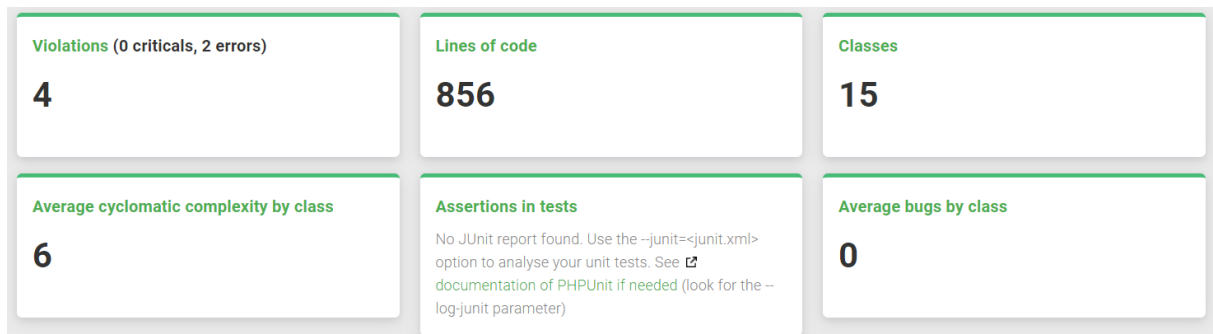 Violations (0 criticals, 2 errors)
4
Lines of code
856
Classes
15
Average cyclomatic complexity by class
6
Assertions in tests
No JUnit report found. Use the --junit=<junit.xml>
option to analyse your unit tests. See
documentation of PHPUnit if needed (look for the --
log-junit parameter)
Average bugs by class
0